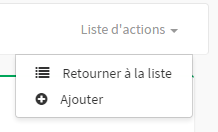 Liste d'actions
Retourner à la liste
Ajouter